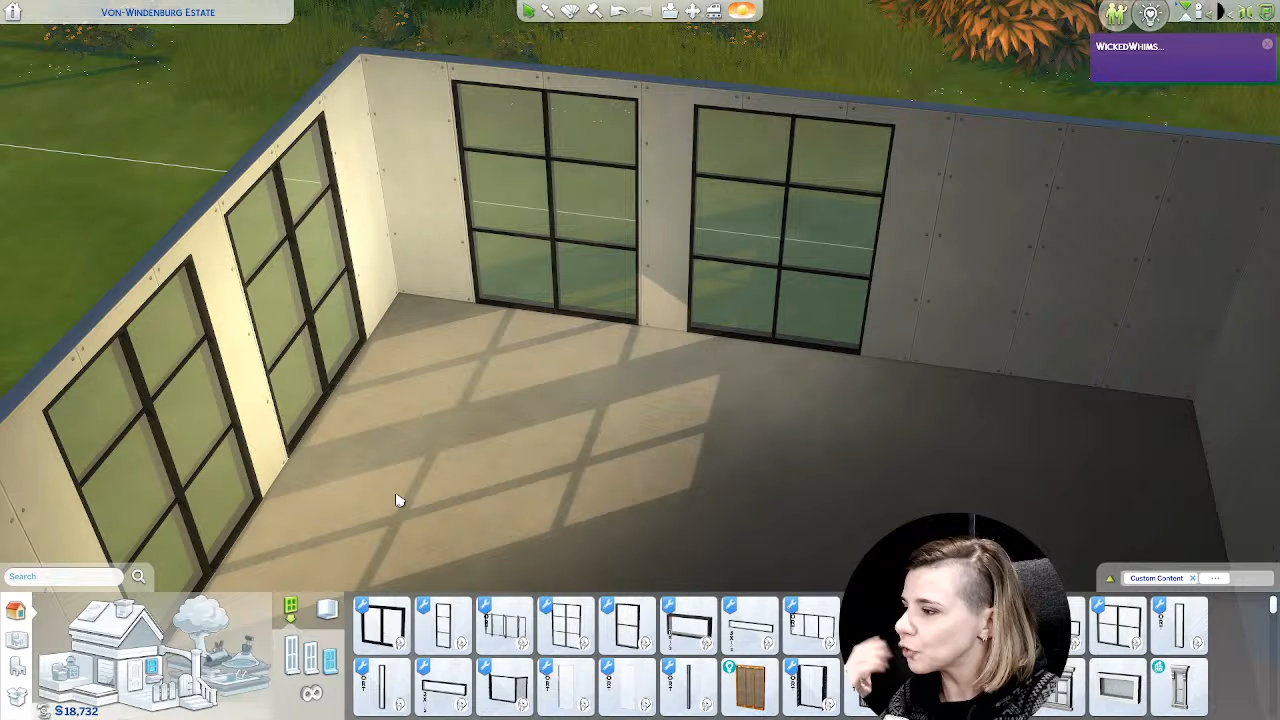 Von-Windenburg Estate
WickedWhims...
Search
Custom Content
...
$18,732